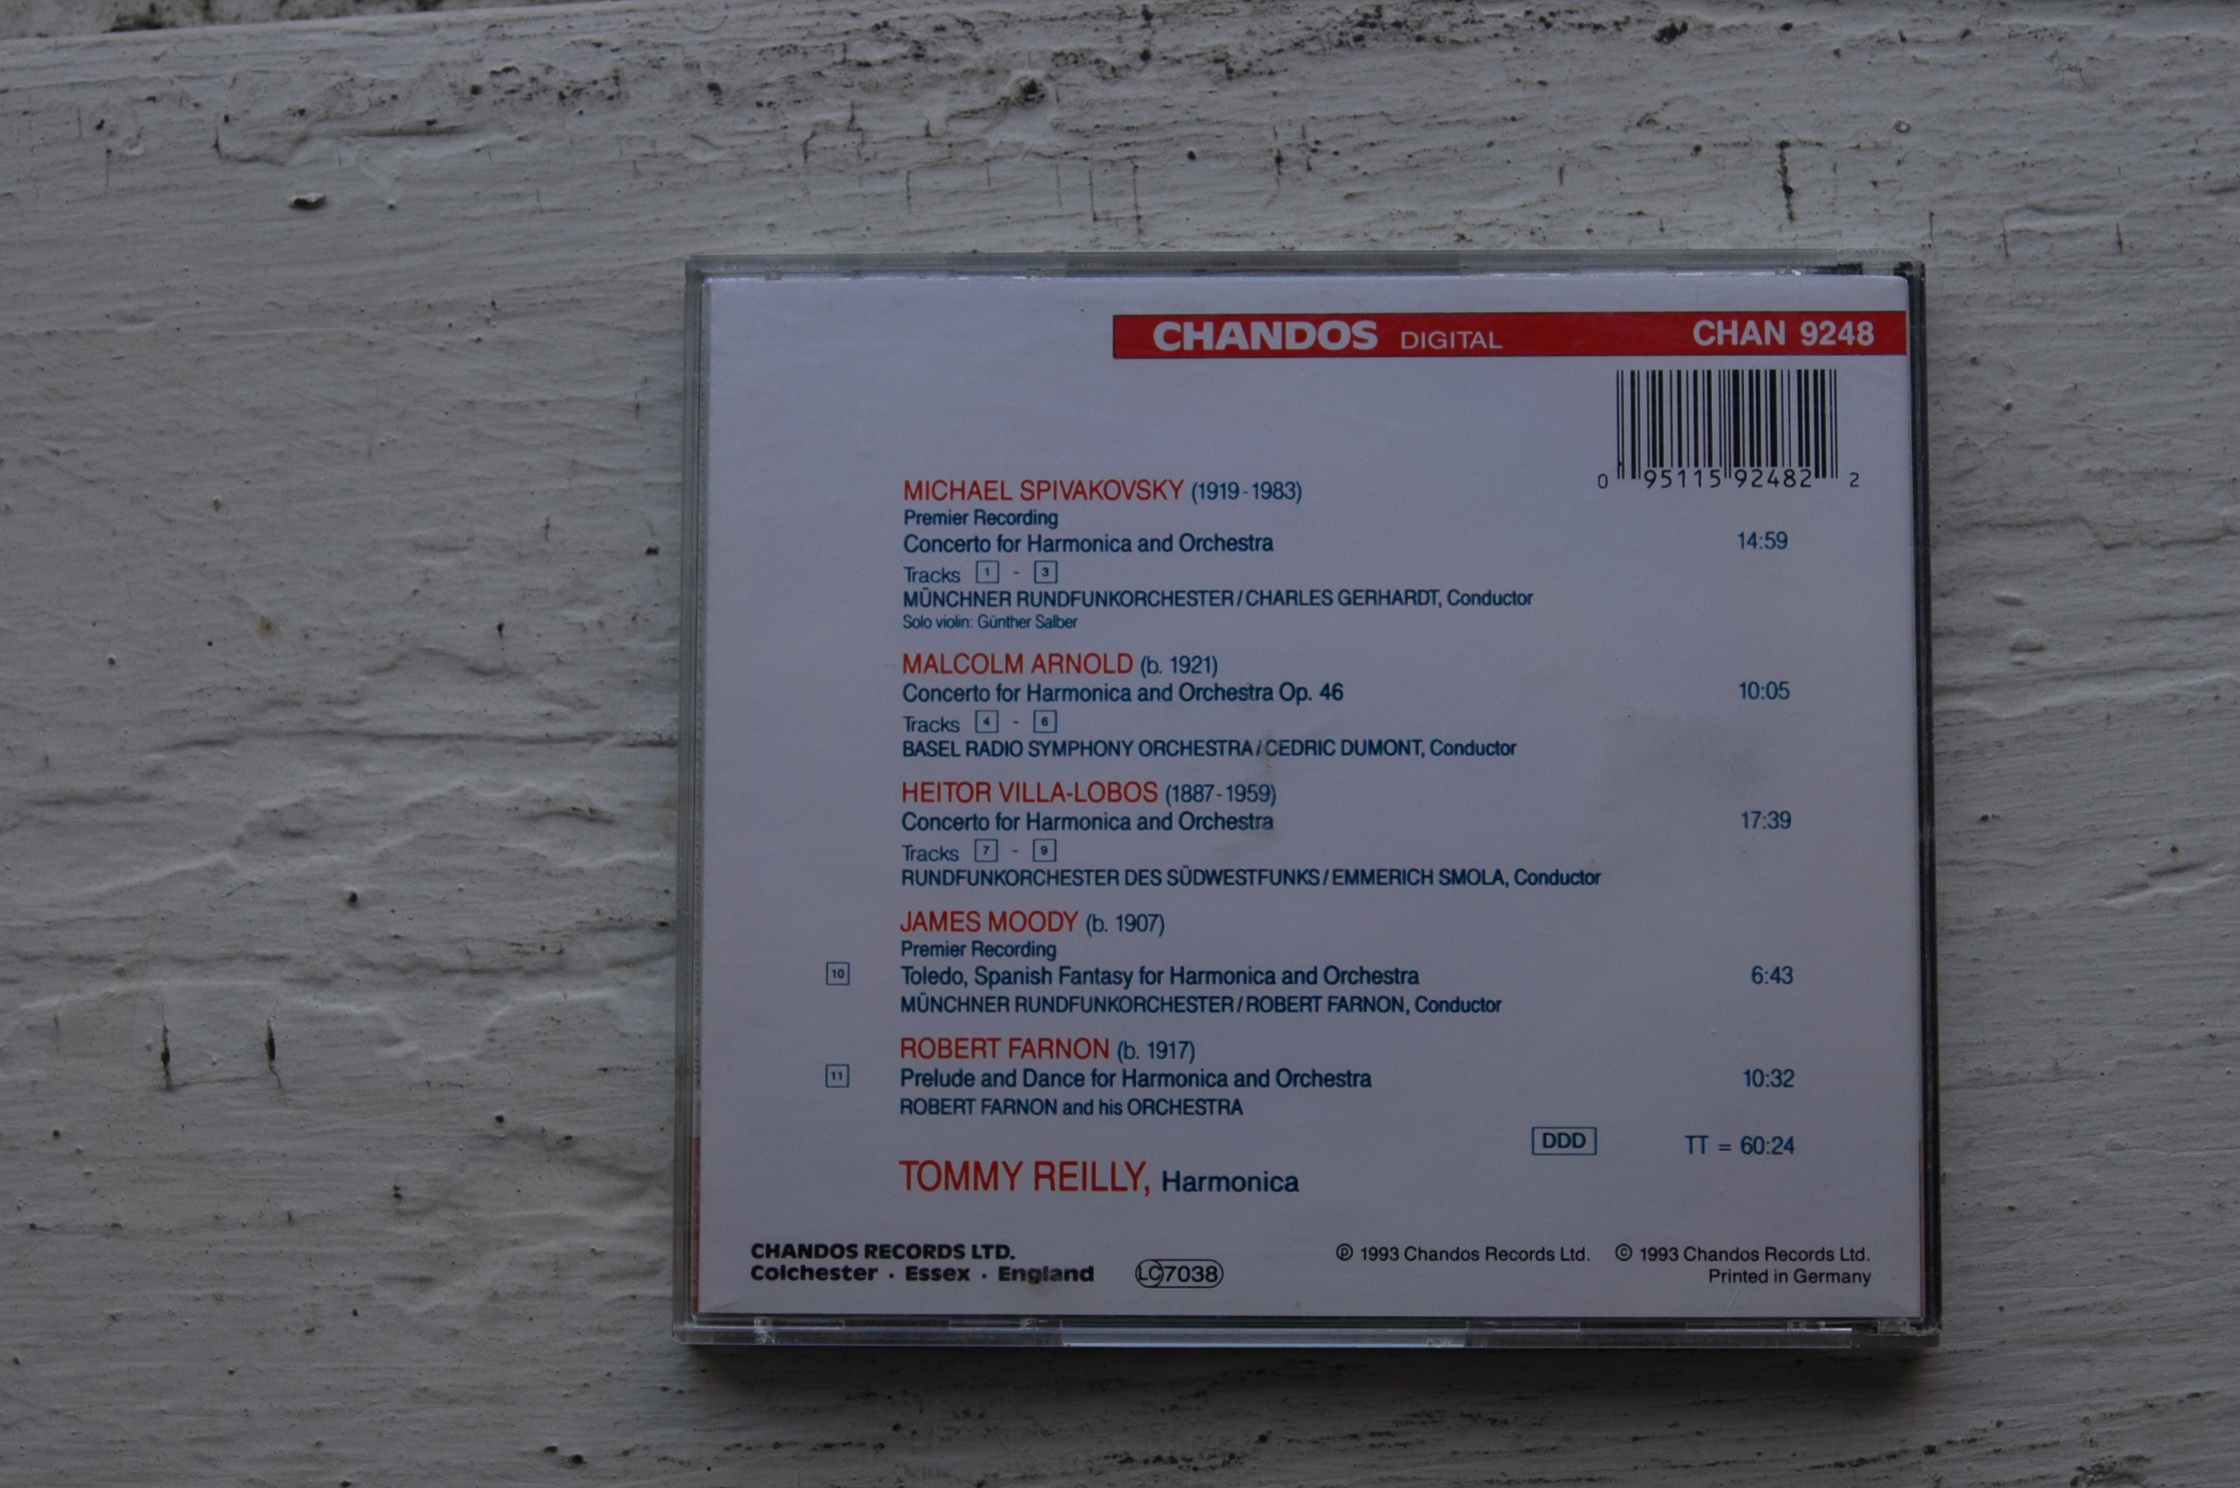 CHANDOS DIGITAL CHAN 9248
0 95115 92482 2
MICHAEL SPIVAKOVSKY (1919-1983)
Premier Recording
Concerto for Harmonica and Orchestra 14:59
Tracks 1 - 3
MÜNCHNER RUNDFUNKORCHESTER/CHARLES GERHARDT, Conductor
Solo violin: Günther Salber
MALCOLM ARNOLD (b. 1921)
Concerto for Harmonica and Orchestra Op. 46 10:05
Tracks 4 - 6
BASEL RADIO SYMPHONY ORCHESTRA/CEDRIC DUMONT, Conductor
HEITOR VILLA-LOBOS (1887-1959)
Concerto for Harmonica and Orchestra 17:39
Tracks 7 - 9
RUNDFUNKORCHESTER DES SÜDWESTFUNKS/EMMERICH SMOLA, Conductor
JAMES MOODY (b. 1907)
Premier Recording
10 Toledo, Spanish Fantasy for Harmonica and Orchestra 6:43
MÜNCHNER RUNDFUNKORCHESTER/ROBERT FARNON, Conductor
ROBERT FARNON (b. 1917)
11 Prelude and Dance for Harmonica and Orchestra 10:32
ROBERT FARNON and his ORCHESTRA
DDD TT = 60:24
TOMMY REILLY, Harmonica
CHANDOS RECORDS LTD.
Colchester · Essex · England
LC 7038
℗ 1993 Chandos Records Ltd. © 1993 Chandos Records Ltd.
Printed in Germany